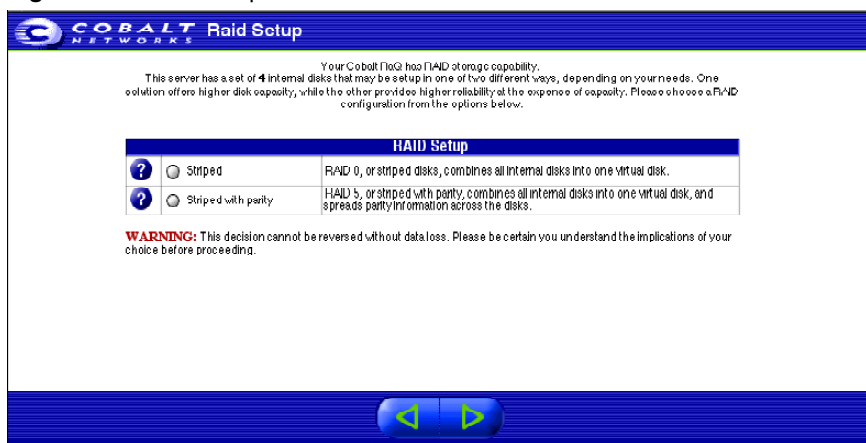 COBALT NETWORKS Raid Setup
Your Cobalt NaQ has RAID storage capability.
This server has a set of 4 internal disks that may be setup in one of two different ways, depending on your needs. One
solution offers higher disk capacity, while the other provides higher reliability at the expense of capacity. Please choose a RAID
configuration from the options below.
RAID Setup
? Striped RAID 0, or striped disks, combines all internal disks into one virtual disk.
? Striped with parity RAID 5, or striped with parity, combines all internal disks into one virtual disk, and
spreads parity information across the disks.
WARNING: This decision cannot be reversed without data loss. Please be certain you understand the implications of your
choice before proceeding.